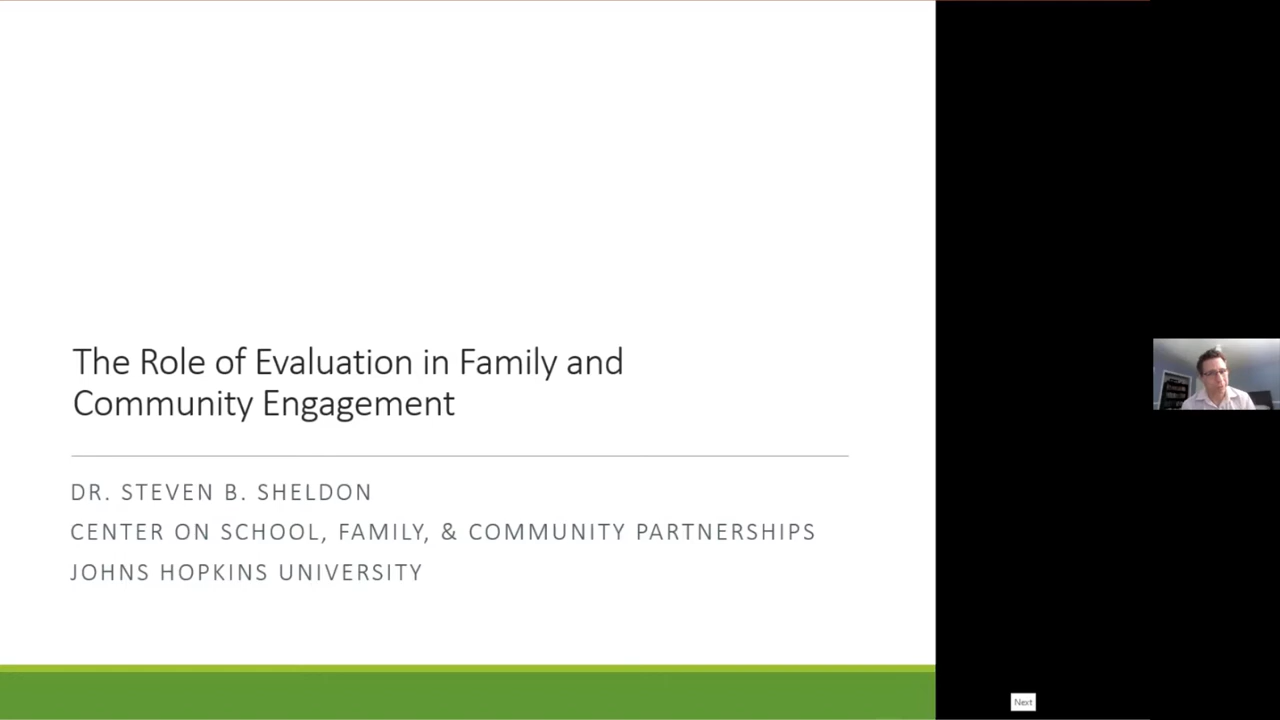 The Role of Evaluation in Family and
Community Engagement
DR. STEVEN B. SHELDON
CENTER ON SCHOOL, FAMILY, & COMMUNITY PARTNERSHIPS
JOHNS HOPKINS UNIVERSITY
Next